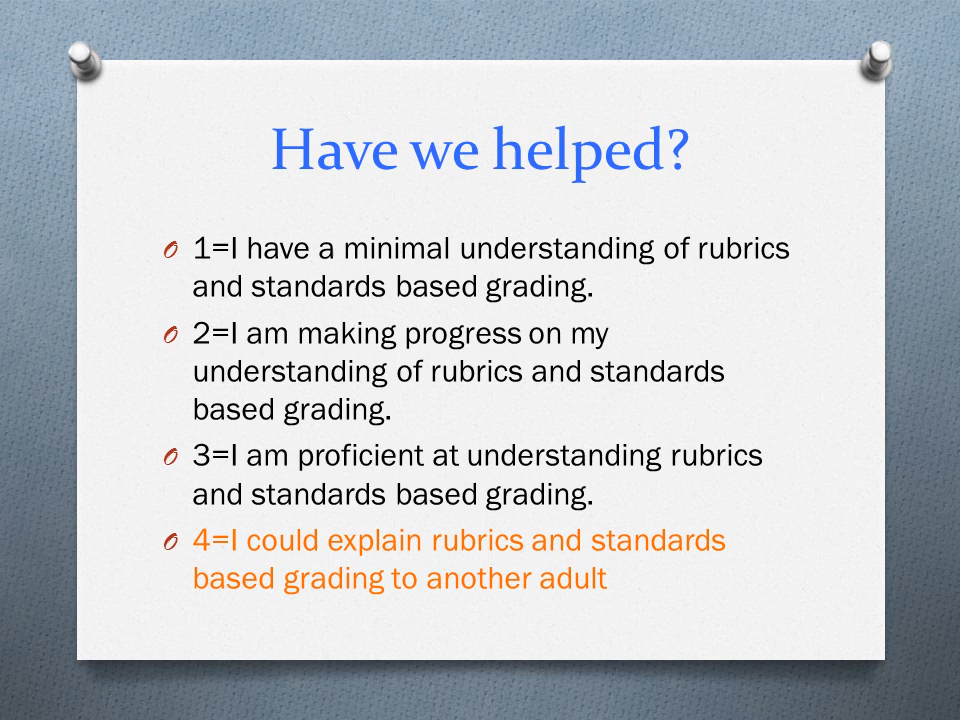 Have we helped?
1=I have a minimal understanding of rubrics
and standards based grading.
2=I am making progress on my
understanding of rubrics and standards
based grading.
3=I am proficient at understanding rubrics
and standards based grading.
4=I could explain rubrics and standards
based grading to another adult